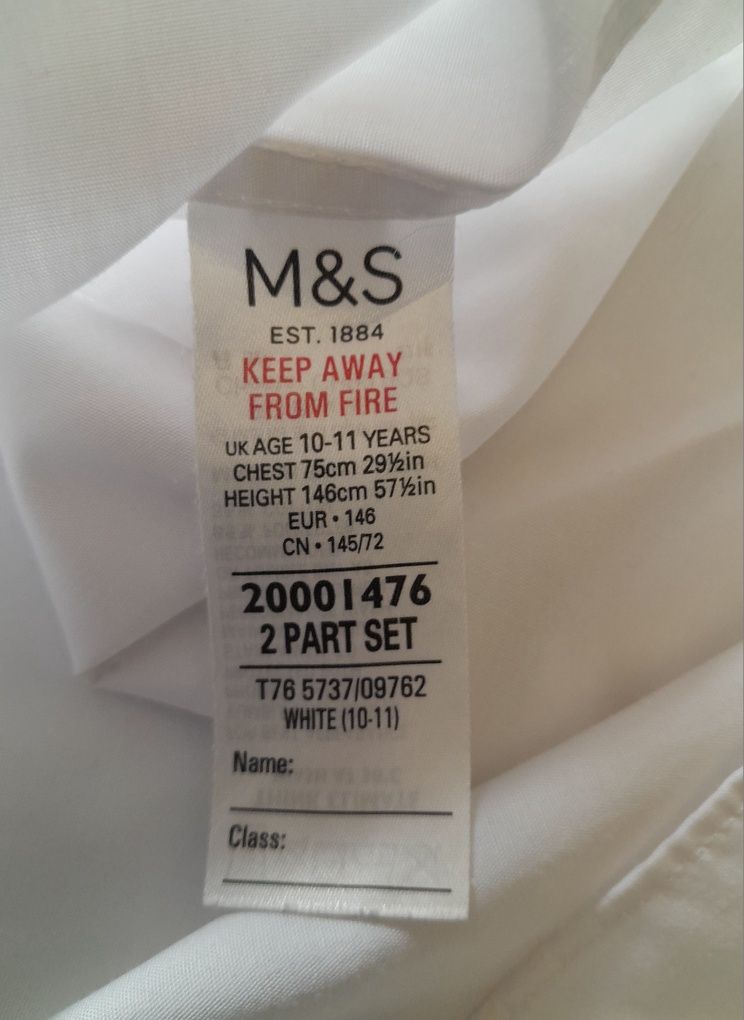 M&S
EST. 1884
KEEP AWAY
FROM FIRE
UK AGE 10-11 YEARS
CHEST 75cm 29½in
HEIGHT 146cm 57½in
EUR • 146
CN • 145/72
20001476
2 PART SET
T76 5737/09762
WHITE (10-11)
Name:
Class: